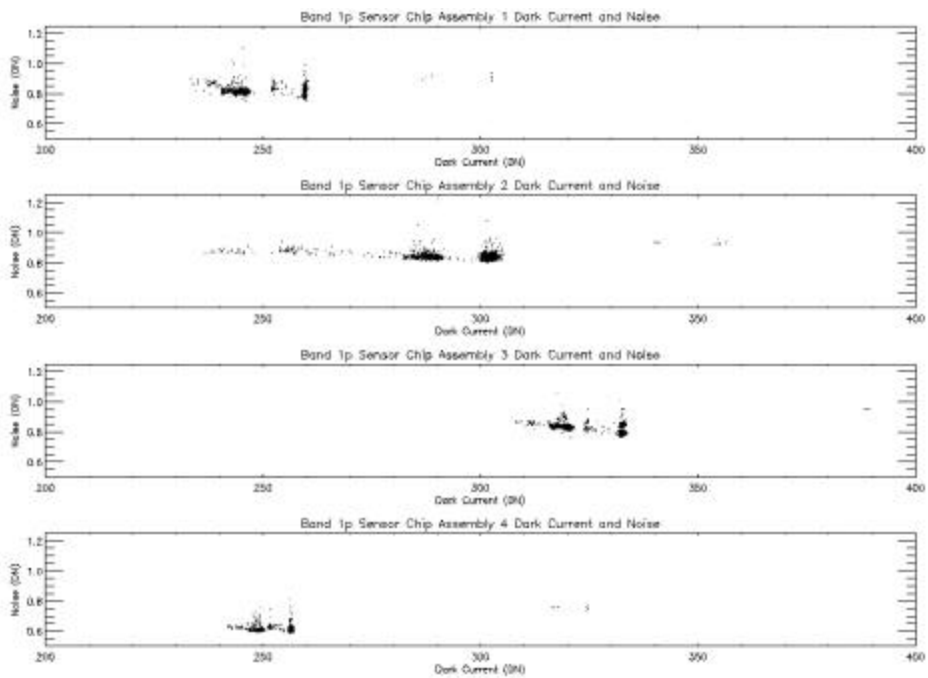 Band 1p Sensor Chip Assembly 1 Dark Current and Noise
Noise (DN)
1.2
1.0
0.8
0.6
200 250 300 350 400
Dark Current (DN)
Band 1p Sensor Chip Assembly 2 Dark Current and Noise
Noise (DN)
1.2
1.0
0.8
0.6
200 250 300 350 400
Dark Current (DN)
Band 1p Sensor Chip Assembly 3 Dark Current and Noise
Noise (DN)
1.2
1.0
0.8
0.6
200 250 300 350 400
Dark Current (DN)
Band 1p Sensor Chip Assembly 4 Dark Current and Noise
Noise (DN)
1.2
1.0
0.8
0.6
200 250 300 350 400
Dark Current (DN)